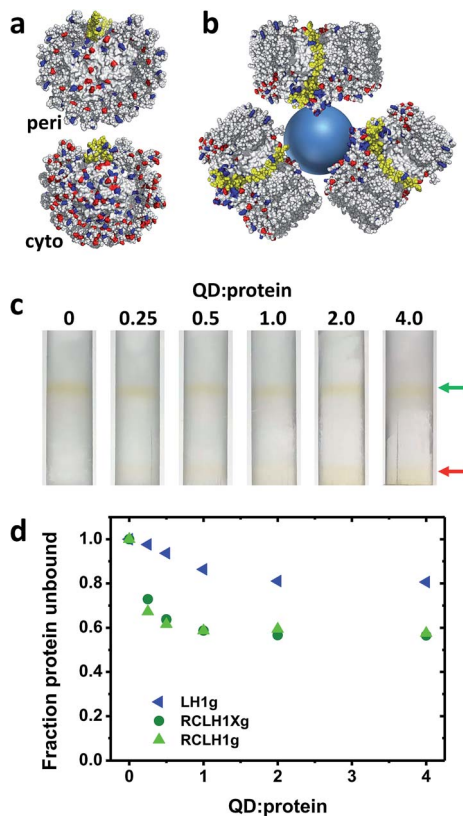 a
b
peri
cyto
c
QD:protein
0 0.25 0.5 1.0 2.0 4.0
d
Fraction protein unbound
1.0
0.8
0.6
0.4
0.2
0.0
LH1g
RCLH1Xg
RCLH1g
0 1 2 3 4
QD:protein